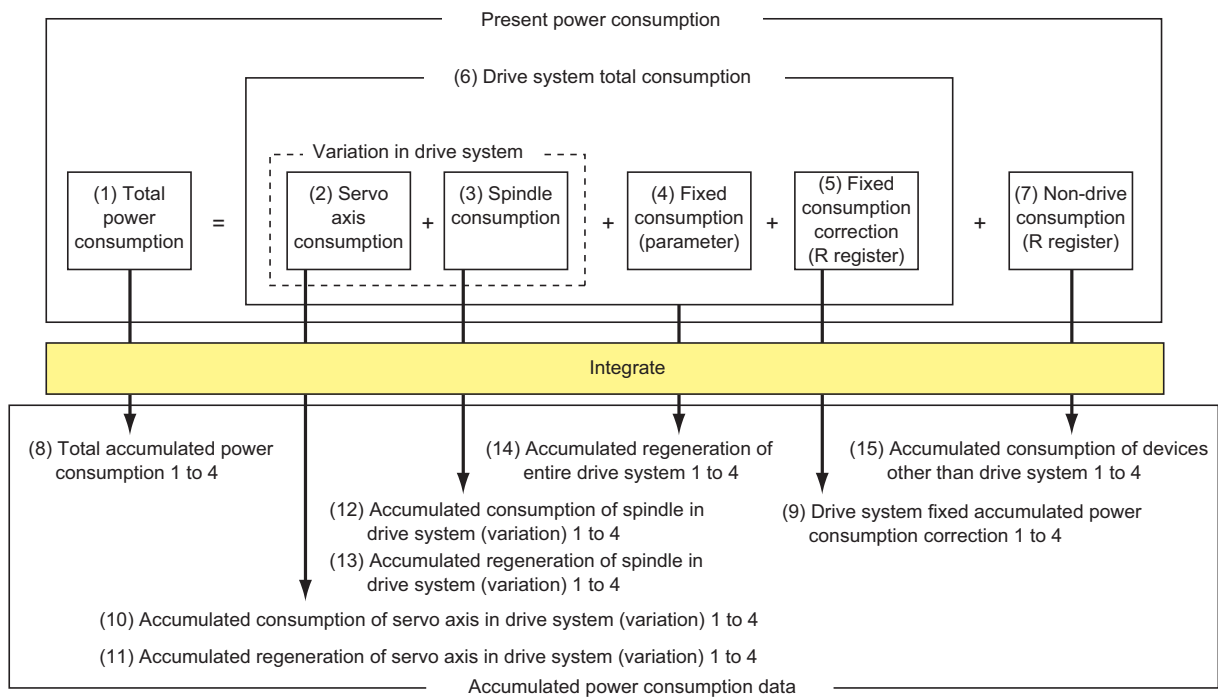 Present power consumption
(6) Drive system total consumption
Variation in drive system
(1) Total
power
consumption
=
(2) Servo
axis
consumption
+
(3) Spindle
consumption
+
(4) Fixed
consumption
(parameter)
+
(5) Fixed
consumption
correction
(R register)
+
(7) Non-drive
consumption
(R register)
Integrate
(8) Total accumulated power
consumption 1 to 4
(14) Accumulated regeneration of
entire drive system 1 to 4
(15) Accumulated consumption of devices
other than drive system 1 to 4
(12) Accumulated consumption of spindle in
drive system (variation) 1 to 4
(13) Accumulated regeneration of spindle in
drive system (variation) 1 to 4
(9) Drive system fixed accumulated power
consumption correction 1 to 4
(10) Accumulated consumption of servo axis in drive system (variation) 1 to 4
(11) Accumulated regeneration of servo axis in drive system (variation) 1 to 4
Accumulated power consumption data